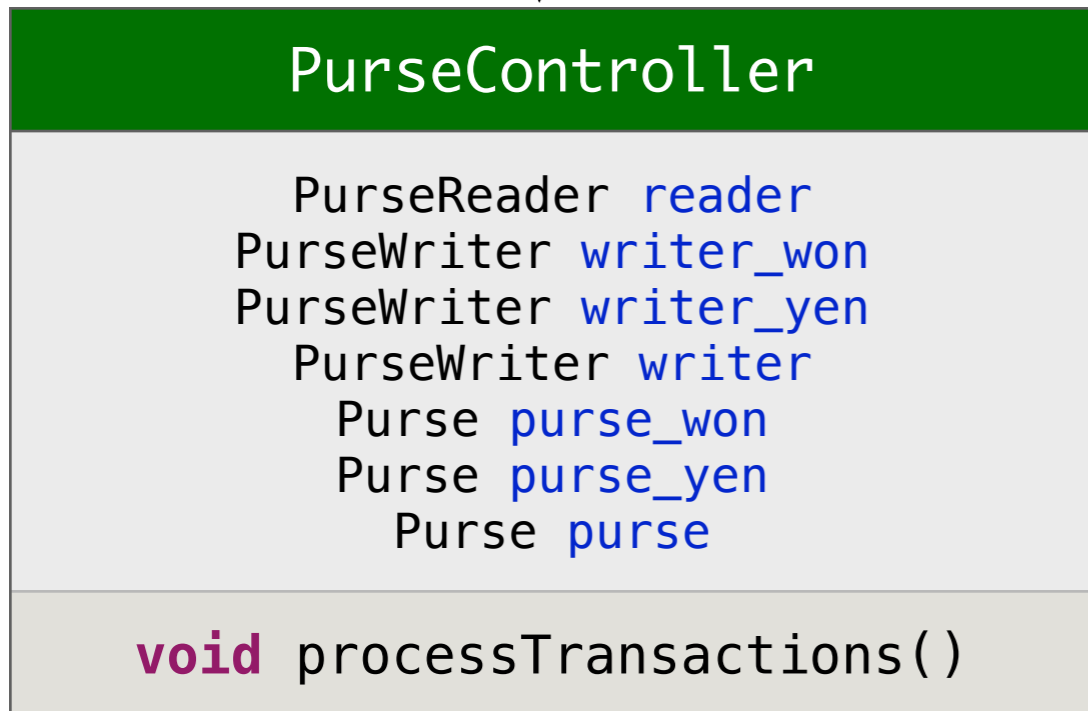 PurseController
PurseReader reader
PurseWriter writer_won
PurseWriter writer_yen
PurseWriter writer
Purse purse_won
Purse purse_yen
Purse purse
void processTransactions()